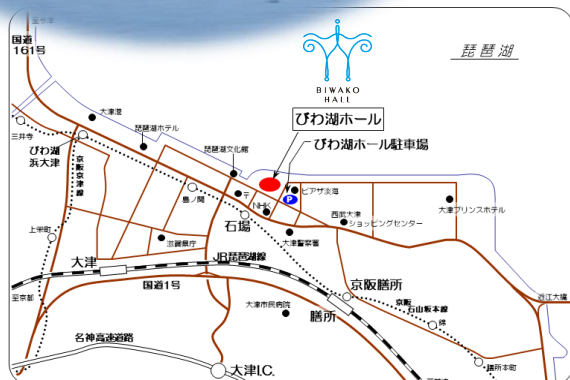 至今津
国道
161号
BIWAKO
HALL
琵琶湖
びわ湖ホール
びわ湖ホール駐車場
大津港
琵琶湖ホテル
琵琶湖文化館
三井寺
びわ湖
浜大津
京阪京津線
島ノ関
〒
NHK
P
ピアザ淡海
石場
西武大津
ショッピングセンター
大津プリンスホテル
上栄町
滋賀県庁
大津警察署
大津
JR琵琶湖線
国道1号
至京都
京阪膳所
京阪
石山坂本線
錦
近江大橋
大津市民病院
膳所
名神高速道路
大津I.C.
膳所本町